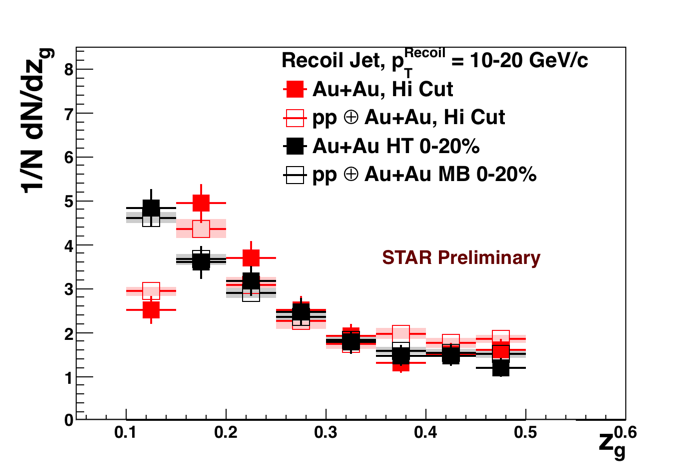 Recoil Jet, p_T^Recoil = 10-20 GeV/c
Au+Au, Hi Cut
pp ⊕ Au+Au, Hi Cut
Au+Au HT 0-20%
pp ⊕ Au+Au MB 0-20%
STAR Preliminary
1/N dN/dz_g
8
7
6
5
4
3
2
1
0
0.1 0.2 0.3 0.4 0.5 0.6
z_g